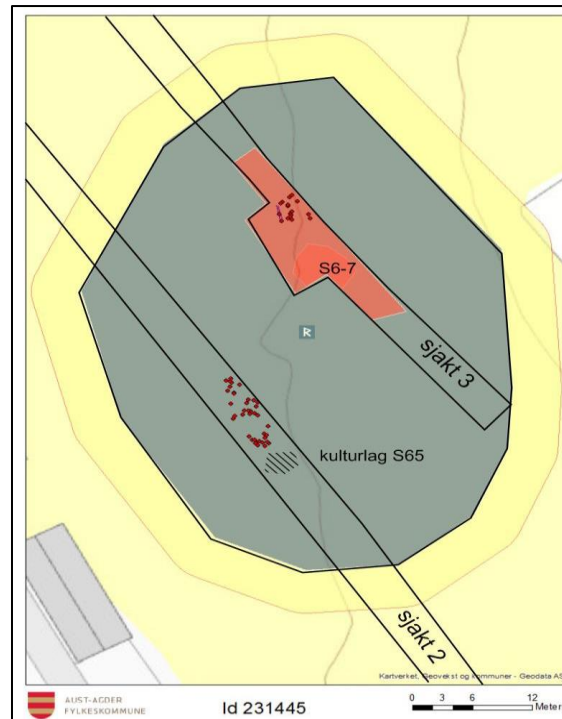 S6-7
R
sjakt 3
kulturlag S65
sjakt 2
Kartverket, Geovekst og kommuner - Geodata AS
AUST-AGDER
FYLKESKOMMUNE
Id 231445
0 3 6 12
Meter